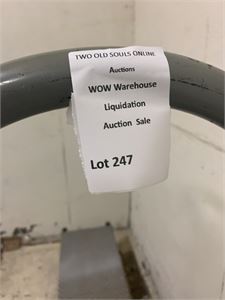 TWO OLD SOULS ONLINE
Auctions
WOW Warehouse
Liquidation
Auction Sale
Lot 247